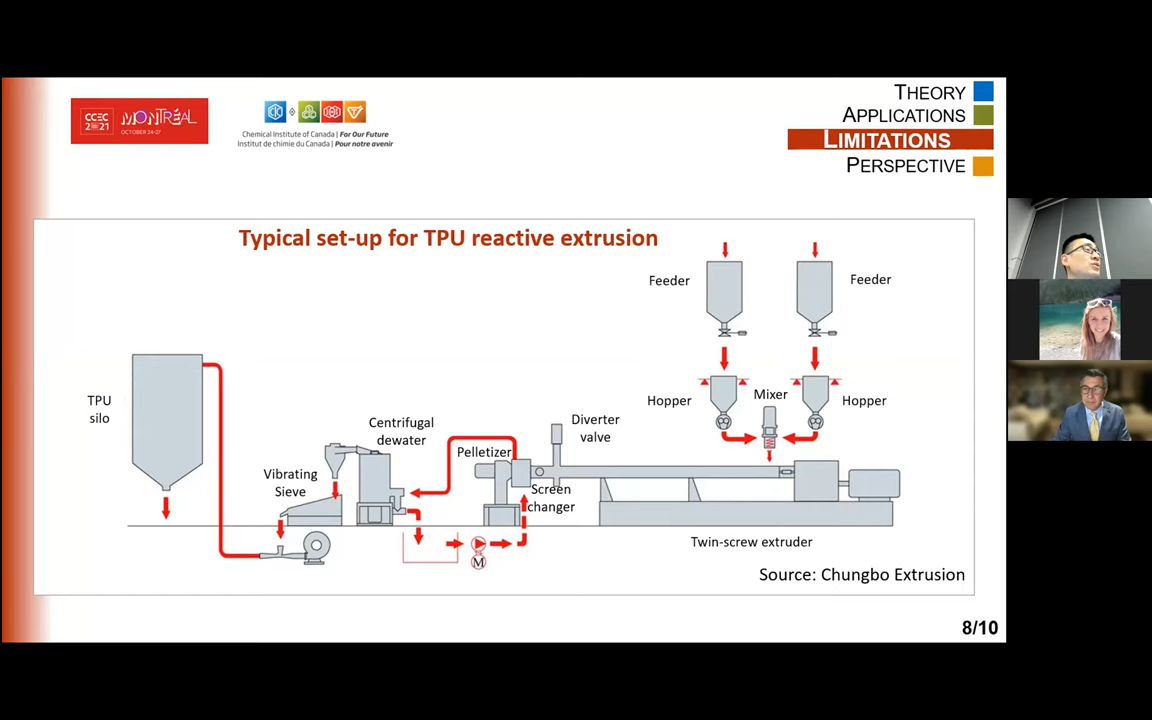 CCEC
2021
MONTRÉAL
OCTOBER 24-27
Chemical Institute of Canada | For Our Future
Institut de chimie du Canada | Pour notre avenir
THEORY
APPLICATIONS
LIMITATIONS
PERSPECTIVE
Typical set-up for TPU reactive extrusion
Feeder
Feeder
TPU
silo
Hopper
Mixer
Hopper
Centrifugal
dewater
Diverter
valve
Pelletizer
Vibrating
Sieve
Screen
changer
M
Twin-screw extruder
Source: Chungbo Extrusion
8/10